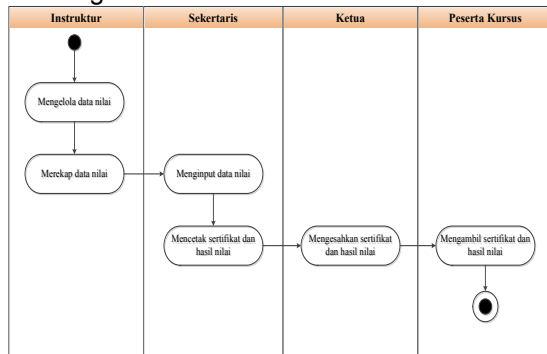 Instruktur
Sekertaris
Ketua
Peserta Kursus
Mengelola data nilai
Merekap data nilai
Menginput data nilai
Mencetak sertifikat dan
hasil nilai
Mengesahkan sertifikat
dan hasil nilai
Mengambil sertifikat dan
hasil nilai